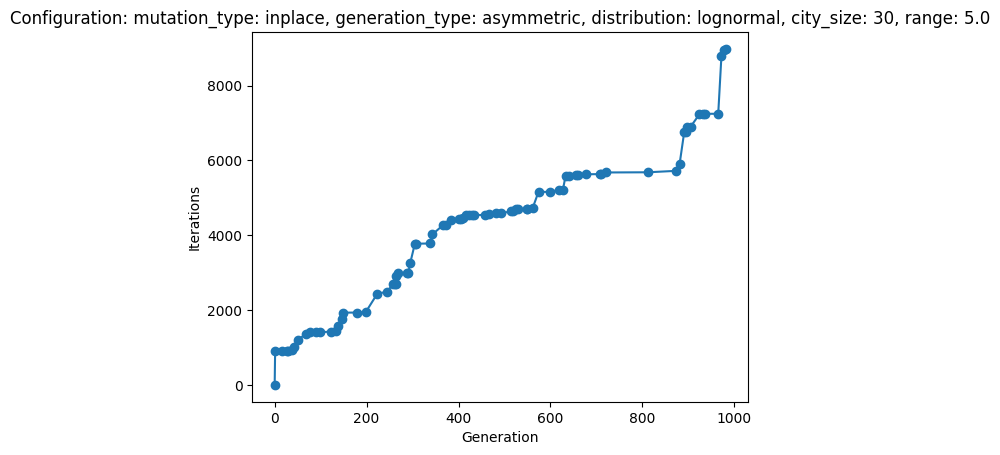 Configuration: mutation_type: inplace, generation_type: asymmetric, distribution: lognormal, city_size: 30, range: 5.0
8000
6000
4000
2000
0
Iterations
0 200 400 600 800 1000
Generation